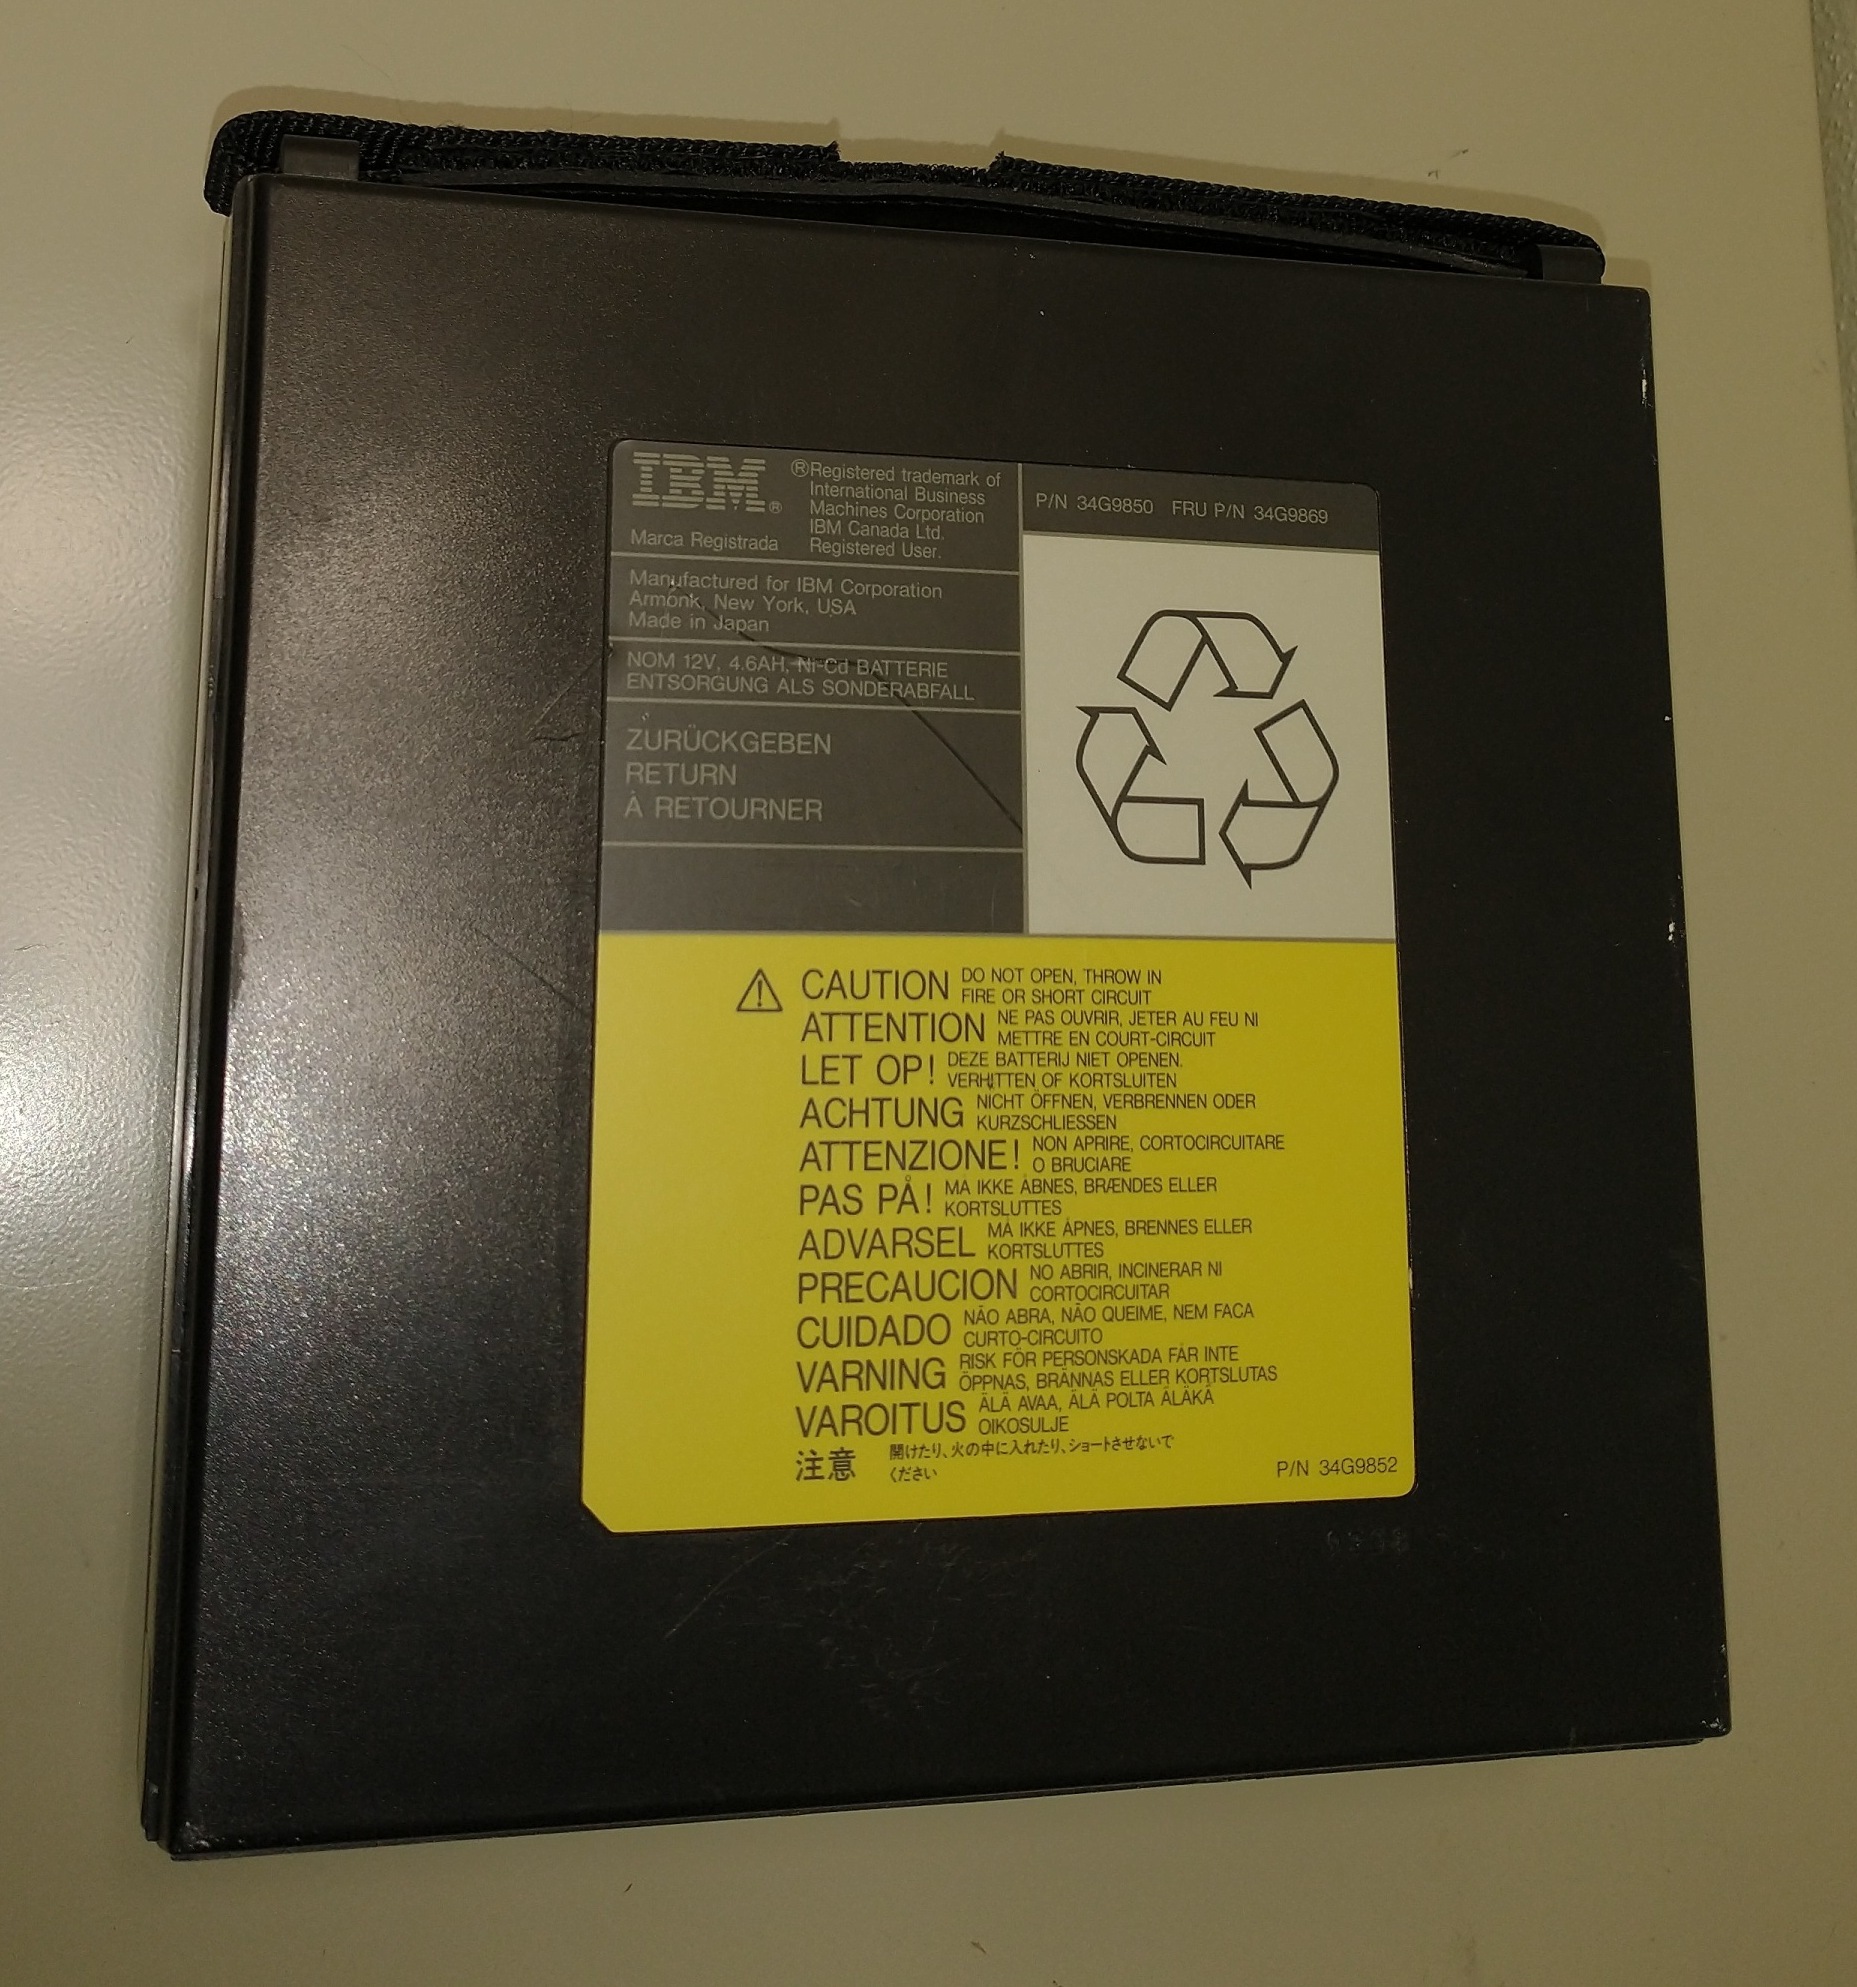 IBM®
Marca Registrada
®Registered trademark of
International Business
Machines Corporation
IBM Canada Ltd.
Registered User.
P/N 34G9850 FRU P/N 34G9869
Manufactured for IBM Corporation
Armonk, New York, USA
Made in Japan
NOM 12V, 4.6AH, Ni-Cd BATTERIE
ENTSORGUNG ALS SONDERABFALL
ZURÜCKGEBEN
RETURN
À RETOURNER
CAUTION DO NOT OPEN, THROW IN
FIRE OR SHORT CIRCUIT
ATTENTION NE PAS OUVRIR, JETER AU FEU NI
METTRE EN COURT-CIRCUIT
LET OP! DEZE BATTERIJ NIET OPENEN.
VERHITTEN OF KORTSLUITEN
ACHTUNG NICHT ÖFFNEN, VERBRENNEN ODER
KURZSCHLIESSEN
ATTENZIONE! NON APRIRE, CORTOCIRCUITARE
O BRUCIARE
PAS PÅ! MÅ IKKE ÅBNES, BRÆNDES ELLER
KORTSLUTTES
ADVARSEL MÅ IKKE ÅPNES, BRENNES ELLER
KORTSLUTTES
PRECAUCION NO ABRIR, INCINERAR NI
CORTOCIRCUITAR
CUIDADO NÃO ABRA, NÃO QUEIME, NEM FACA
CURTO-CIRCUITO
VARNING RISK FÖR PERSONSKADA FÅR INTE
ÖPPNAS, BRÄNNAS ELLER KORTSLUTAS
VAROITUS ÄLÄ AVAA, ÄLÄ POLTA ÄLÄKÄ
OIKOSULJE
注意 開けたり、火の中に入れたり、ショートさせないで
ください
P/N 34G9852